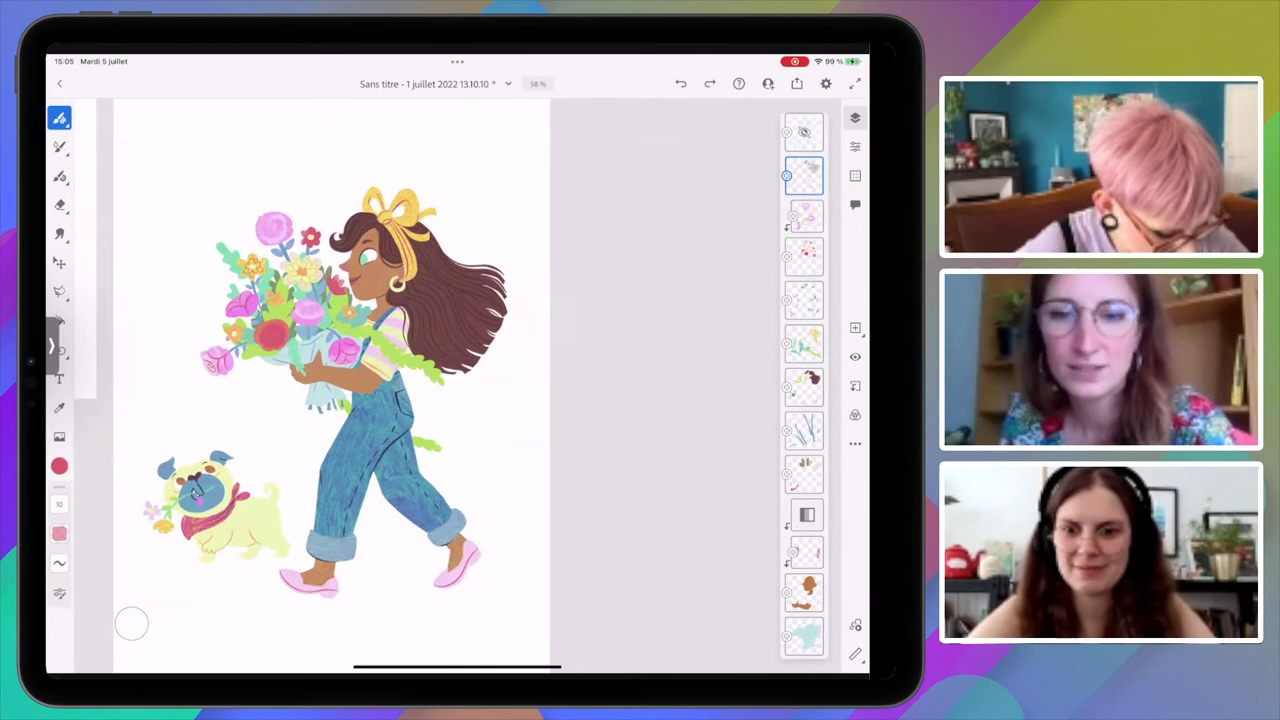 15:05 Mardi 5 juillet
99 %
Sans titre - 1 juillet 2022 13.10.10 *
58 %
T
10